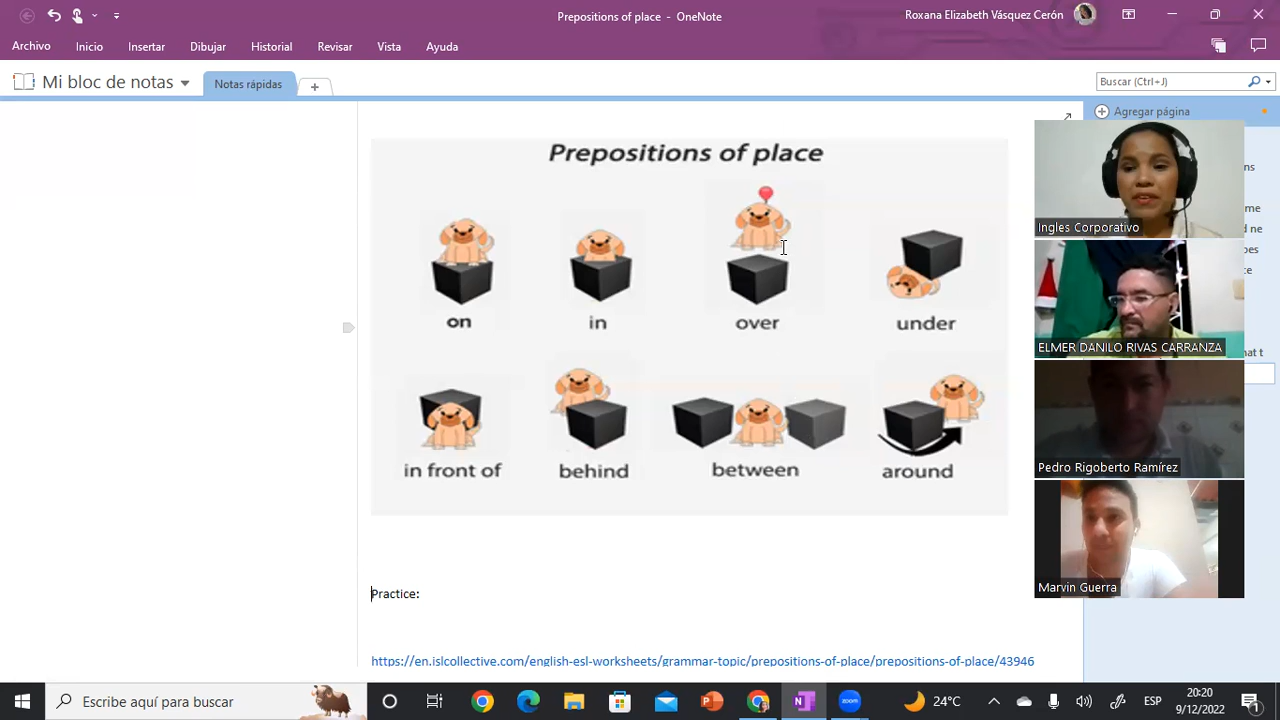 Prepositions of place - OneNote
Roxana Elizabeth Vásquez Cerón
Archivo Inicio Insertar Dibujar Historial Revisar Vista Ayuda
Mi bloc de notas Notas rápidas +
Buscar (Ctrl+J)
Agregar página
Prepositions of place
on in over under
in front of behind between around
Practice:
https://en.islcollective.com/english-esl-worksheets/grammar-topic/prepositions-of-place/prepositions-of-place/43946
Ingles Corporativo
ELMER DANILO RIVAS CARRANZA
Pedro Rigoberto Ramírez
Marvin Guerra
Escribe aquí para buscar
zoom
24°C
ESP
20:20
9/12/2022
1